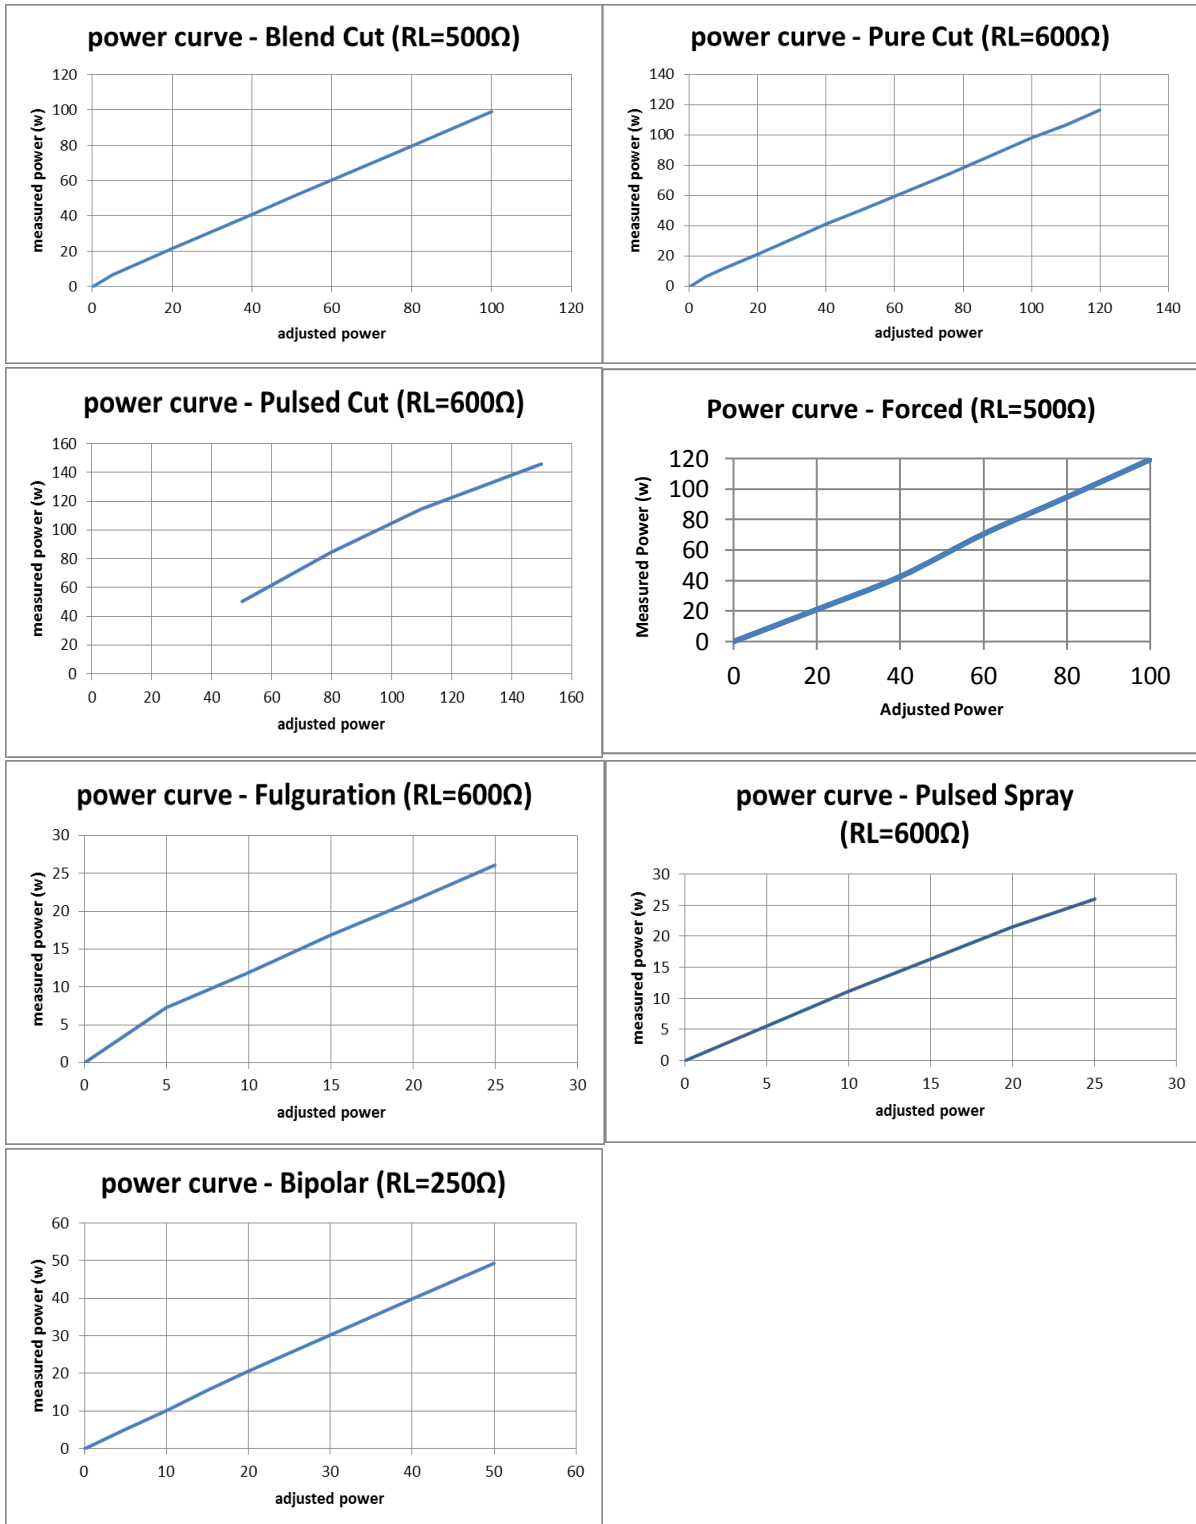 power curve - Blend Cut (RL=500Ω)
120
100
80
60
40
20
0
measured power (w)
0 20 40 60 80 100 120
adjusted power
power curve - Pure Cut (RL=600Ω)
140
120
100
80
60
40
20
0
measured power (w)
0 20 40 60 80 100 120 140
adjusted power
power curve - Pulsed Cut (RL=600Ω)
160
140
120
100
80
60
40
20
0
measured power (w)
0 20 40 60 80 100 120 140 160
adjusted power
Power curve - Forced (RL=500Ω)
120
100
80
60
40
20
0
Measured Power (w)
0 20 40 60 80 100
Adjusted Power
power curve - Fulguration (RL=600Ω)
30
25
20
15
10
5
0
measured power (w)
0 5 10 15 20 25 30
adjusted power
power curve - Pulsed Spray
(RL=600Ω)
30
25
20
15
10
5
0
measured power (w)
0 5 10 15 20 25 30
adjusted power
power curve - Bipolar (RL=250Ω)
60
50
40
30
20
10
0
measured power (w)
0 10 20 30 40 50 60
adjusted power